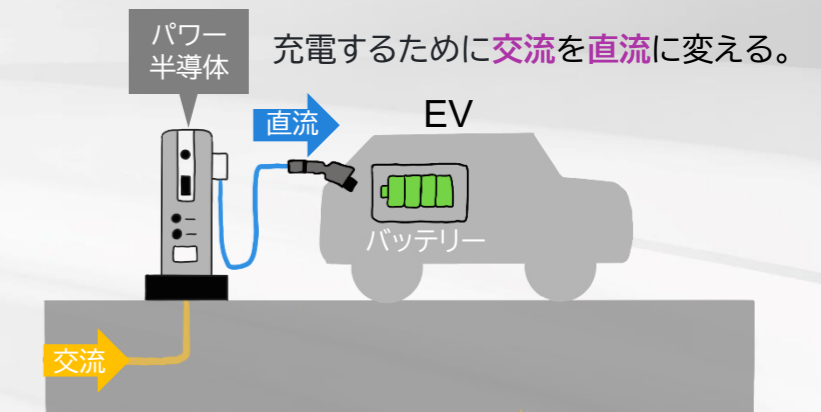 パワー
半導体
充電するために交流を直流に変える。
直流
EV
バッテリー
交流